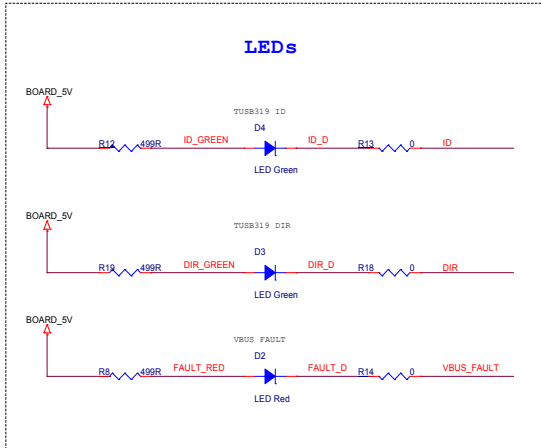 LEDs
BOARD_5V
TUSB319 ID
D4
R12 499R ID_GREEN ID_D R13 0 ID
LED Green
BOARD_5V
TUSB319 DIR
D3
R19 499R DIR_GREEN DIR_D R18 0 DIR
LED Green
BOARD_5V
VBUS FAULT
D2
R8 499R FAULT_RED FAULT_D R14 0 VBUS_FAULT
LED Red